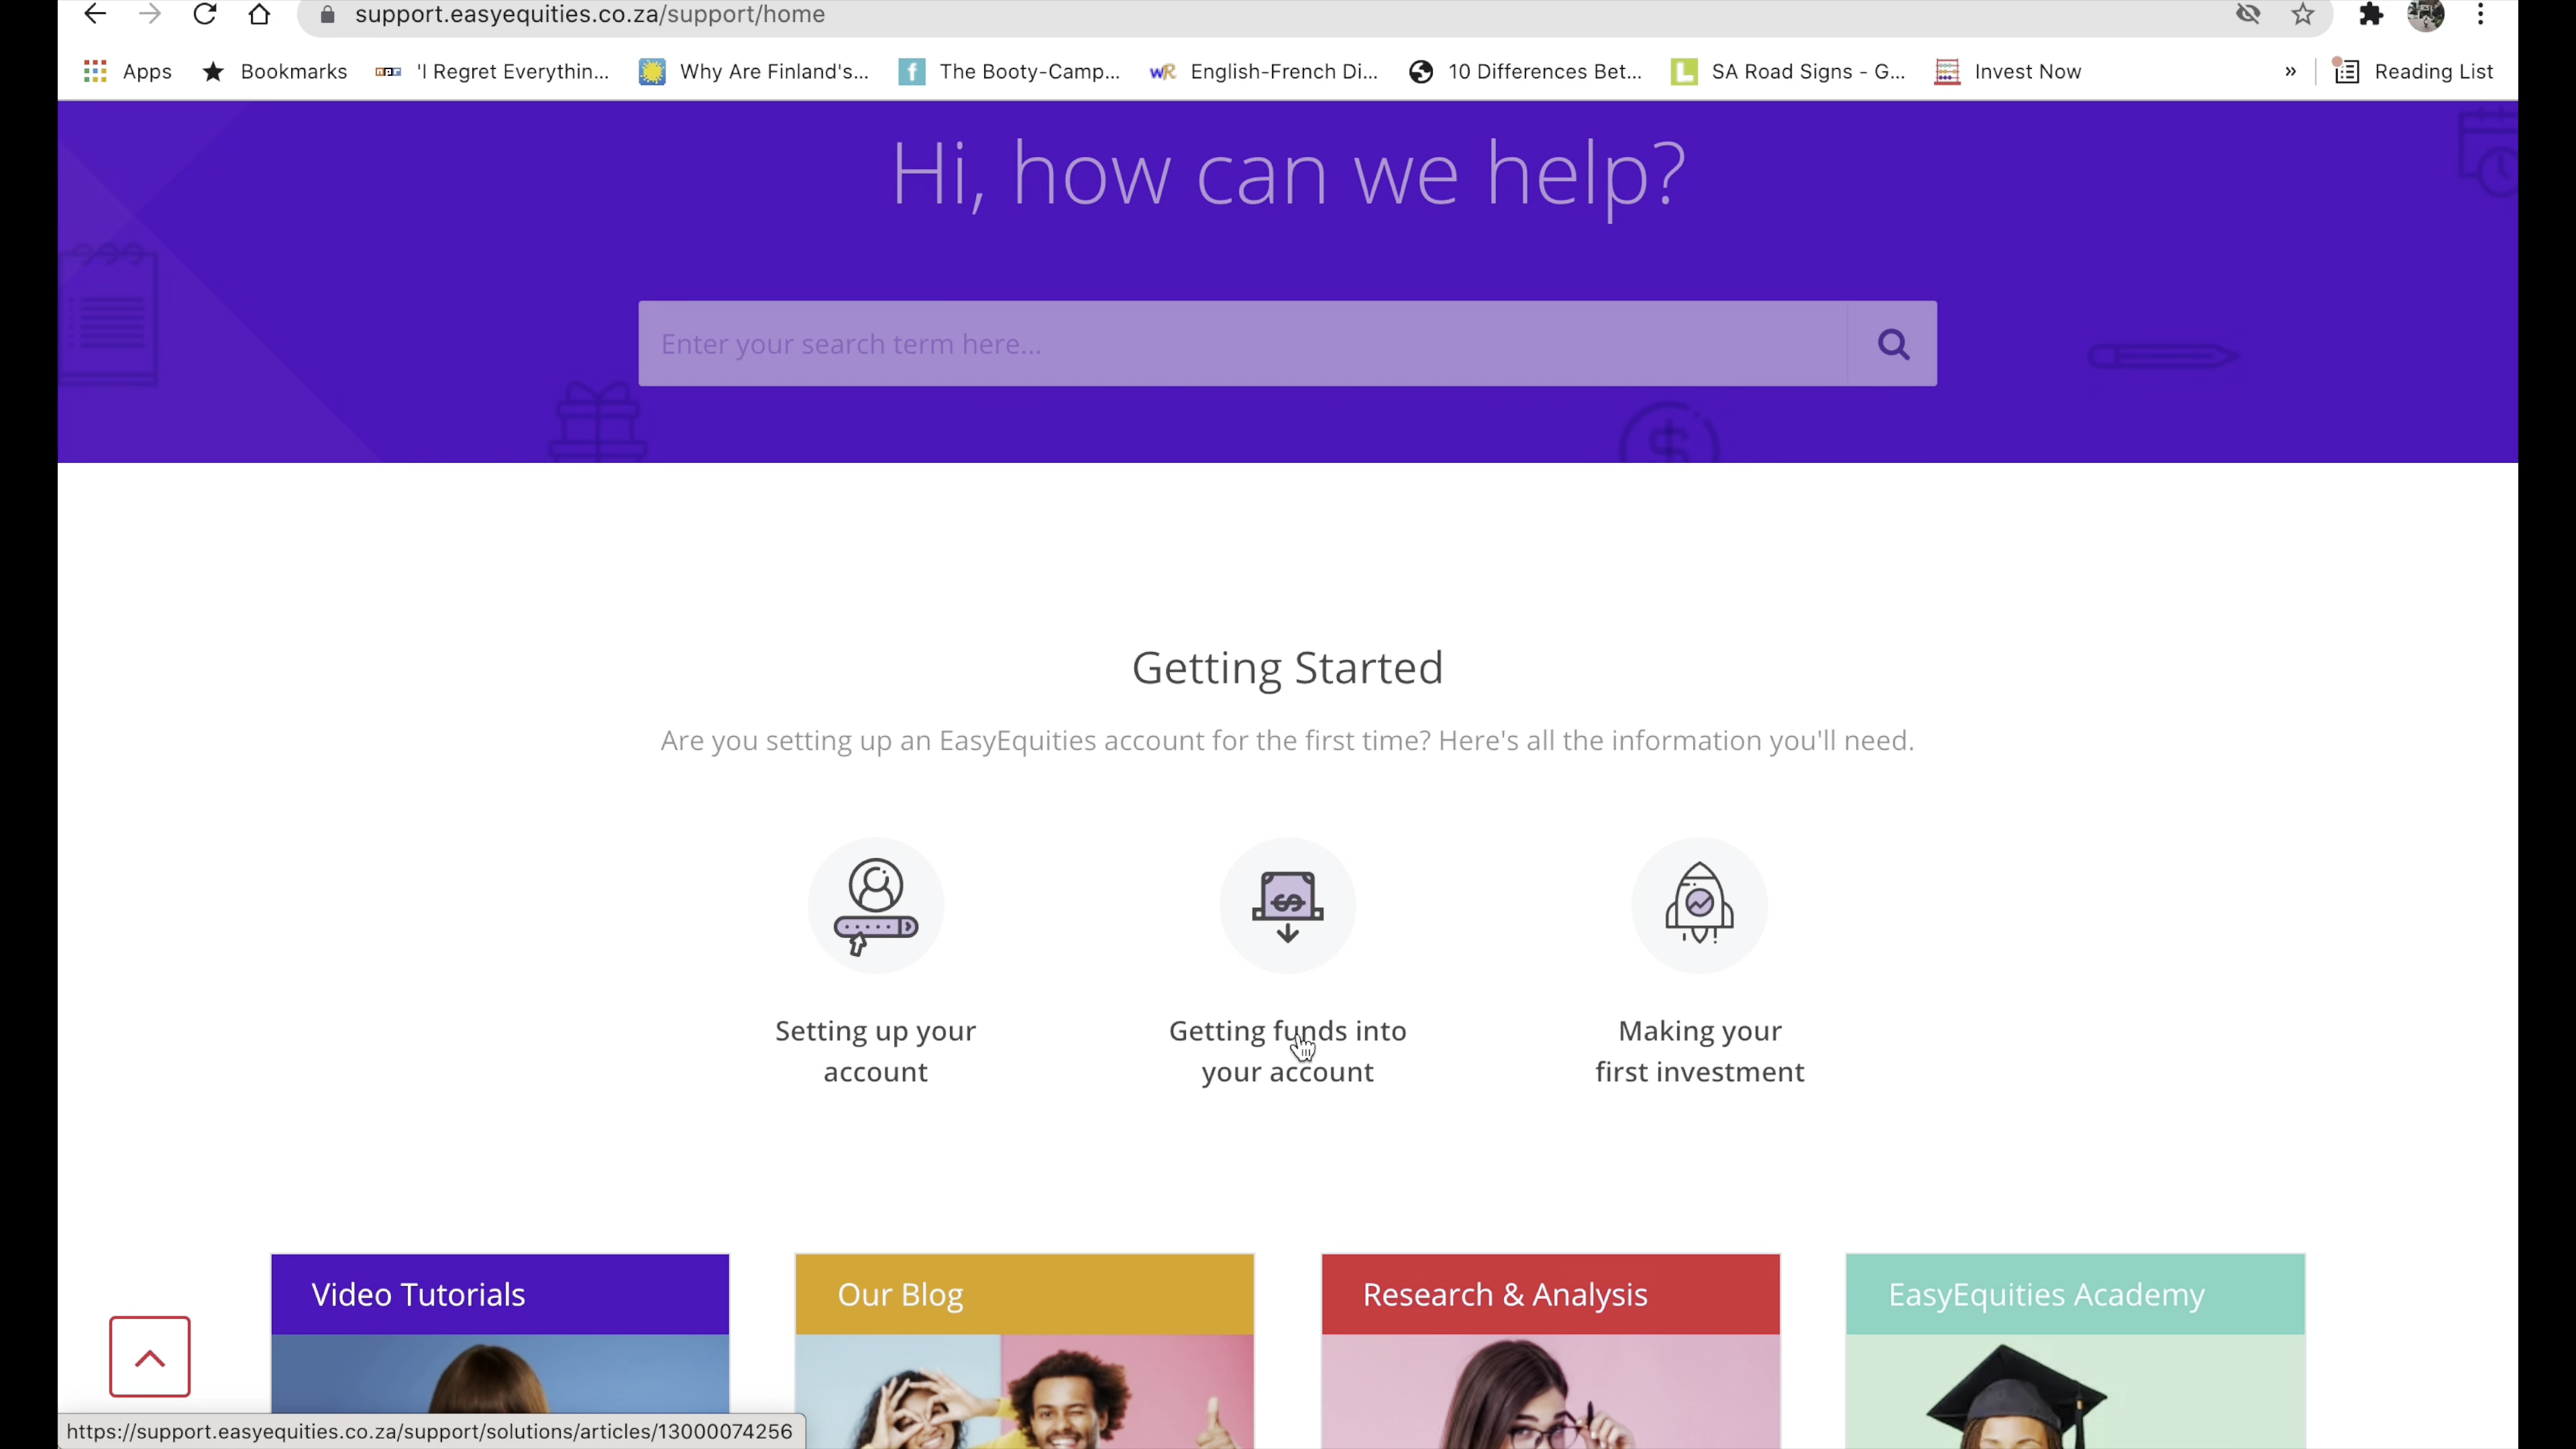 support.easyequities.co.za/support/home
Apps Bookmarks 'I Regret Everythin... Why Are Finland's... The Booty-Camp... English-French Di... 10 Differences Bet... SA Road Signs - G... Invest Now » Reading List
Hi, how can we help?
Enter your search term here...
Getting Started
Are you setting up an EasyEquities account for the first time? Here's all the information you'll need.
Setting up your
account
Getting funds into
your account
Making your
first investment
Video Tutorials
Our Blog
Research & Analysis
EasyEquities Academy
https://support.easyequities.co.za/support/solutions/articles/13000074256